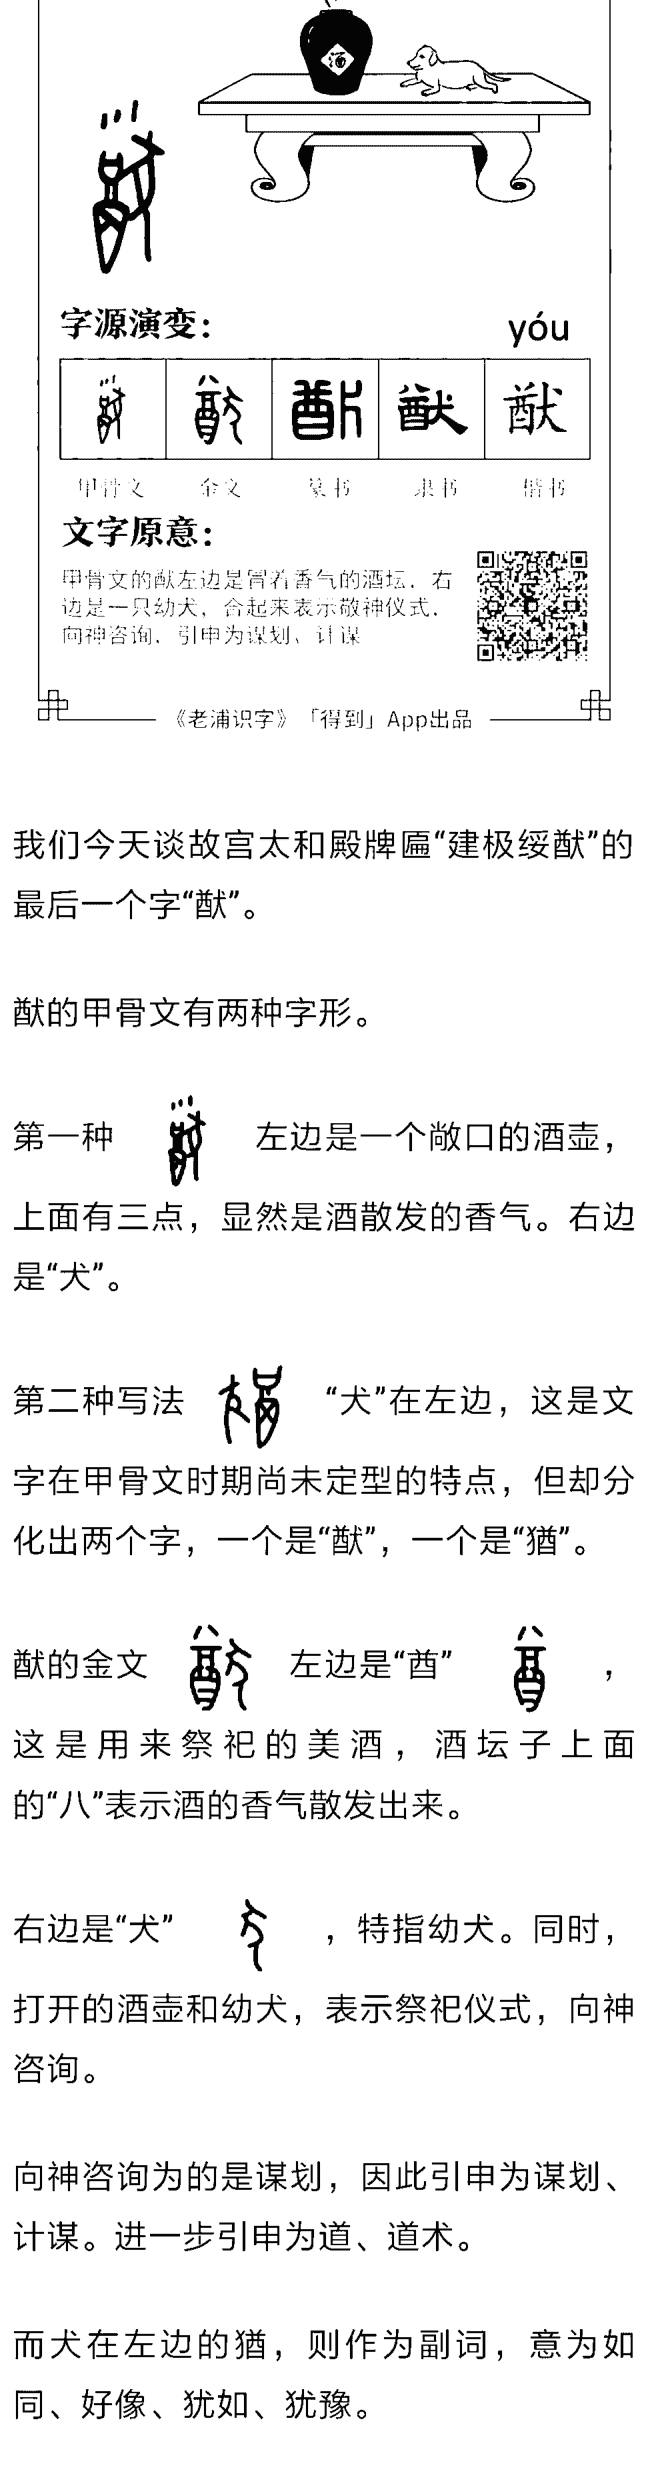 酒
字源演变： yóu
猷 猷 猷 猷 猷
甲骨文 金文 篆书 隶书 楷书
文字原意：
甲骨文的猷左边是冒着香气的酒坛，右
边是一只幼犬，合起来表示敬神仪式，
向神咨询，引申为谋划、计谋
《老浦识字》「得到」App出品
我们今天谈故宫太和殿牌匾“建极绥猷”的
最后一个字“猷”。
猷的甲骨文有两种字形。
第一种 左边是一个敞口的酒壶，
上面有三点，显然是酒散发的香气。右边
是“犬”。
第二种写法 “犬”在左边，这是文
字在甲骨文时期尚未定型的特点，但却分
化出两个字，一个是“猷”，一个是“猶”。
猷的金文 左边是“酋” ，
这是用来祭祀的美酒，酒坛子上面
的“八”表示酒的香气散发出来。
右边是“犬” ，特指幼犬。同时，
打开的酒壶和幼犬，表示祭祀仪式，向神
咨询。
向神咨询为的是谋划，因此引申为谋划、
计谋。进一步引申为道、道术。
而犬在左边的猶，则作为副词，意为如
同、好像、犹如、犹豫。